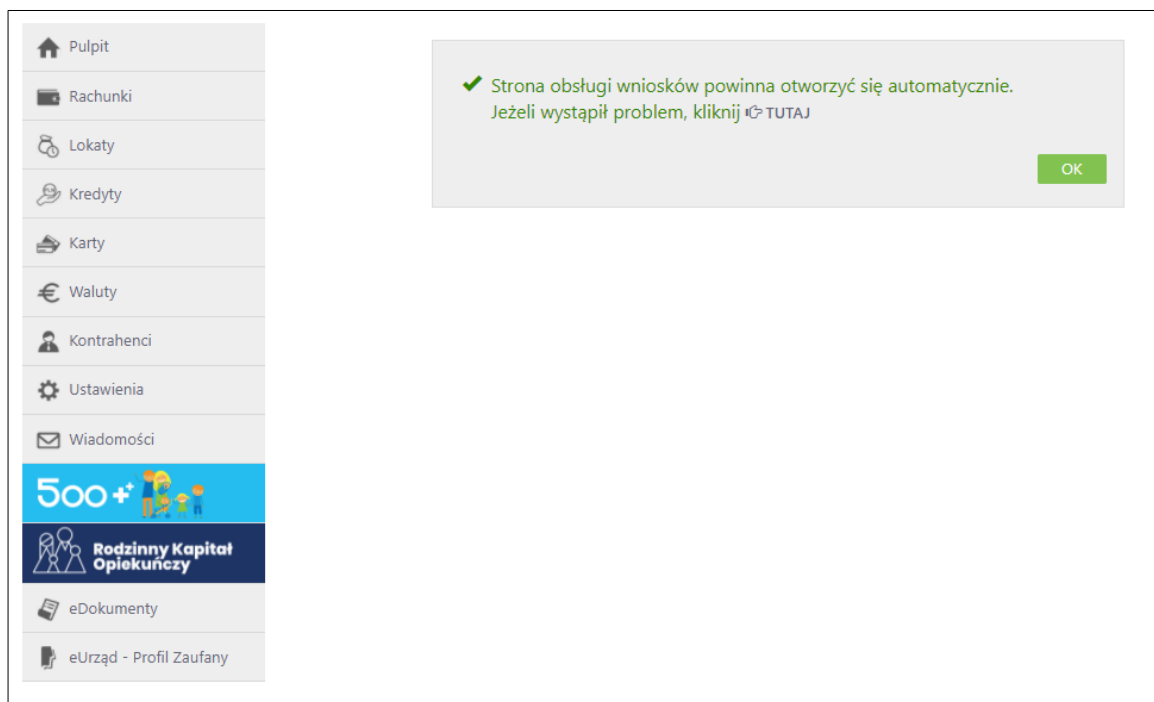 Pulpit
Rachunki
Lokaty
Kredyty
Karty
Waluty
Kontrahenci
Ustawienia
Wiadomości
500+
Rodzinny Kapitał
Opiekuńczy
eDokumenty
eUrząd - Profil Zaufany
Strona obsługi wniosków powinna otworzyć się automatycznie.
Jeżeli wystąpił problem, kliknij TUTAJ
OK